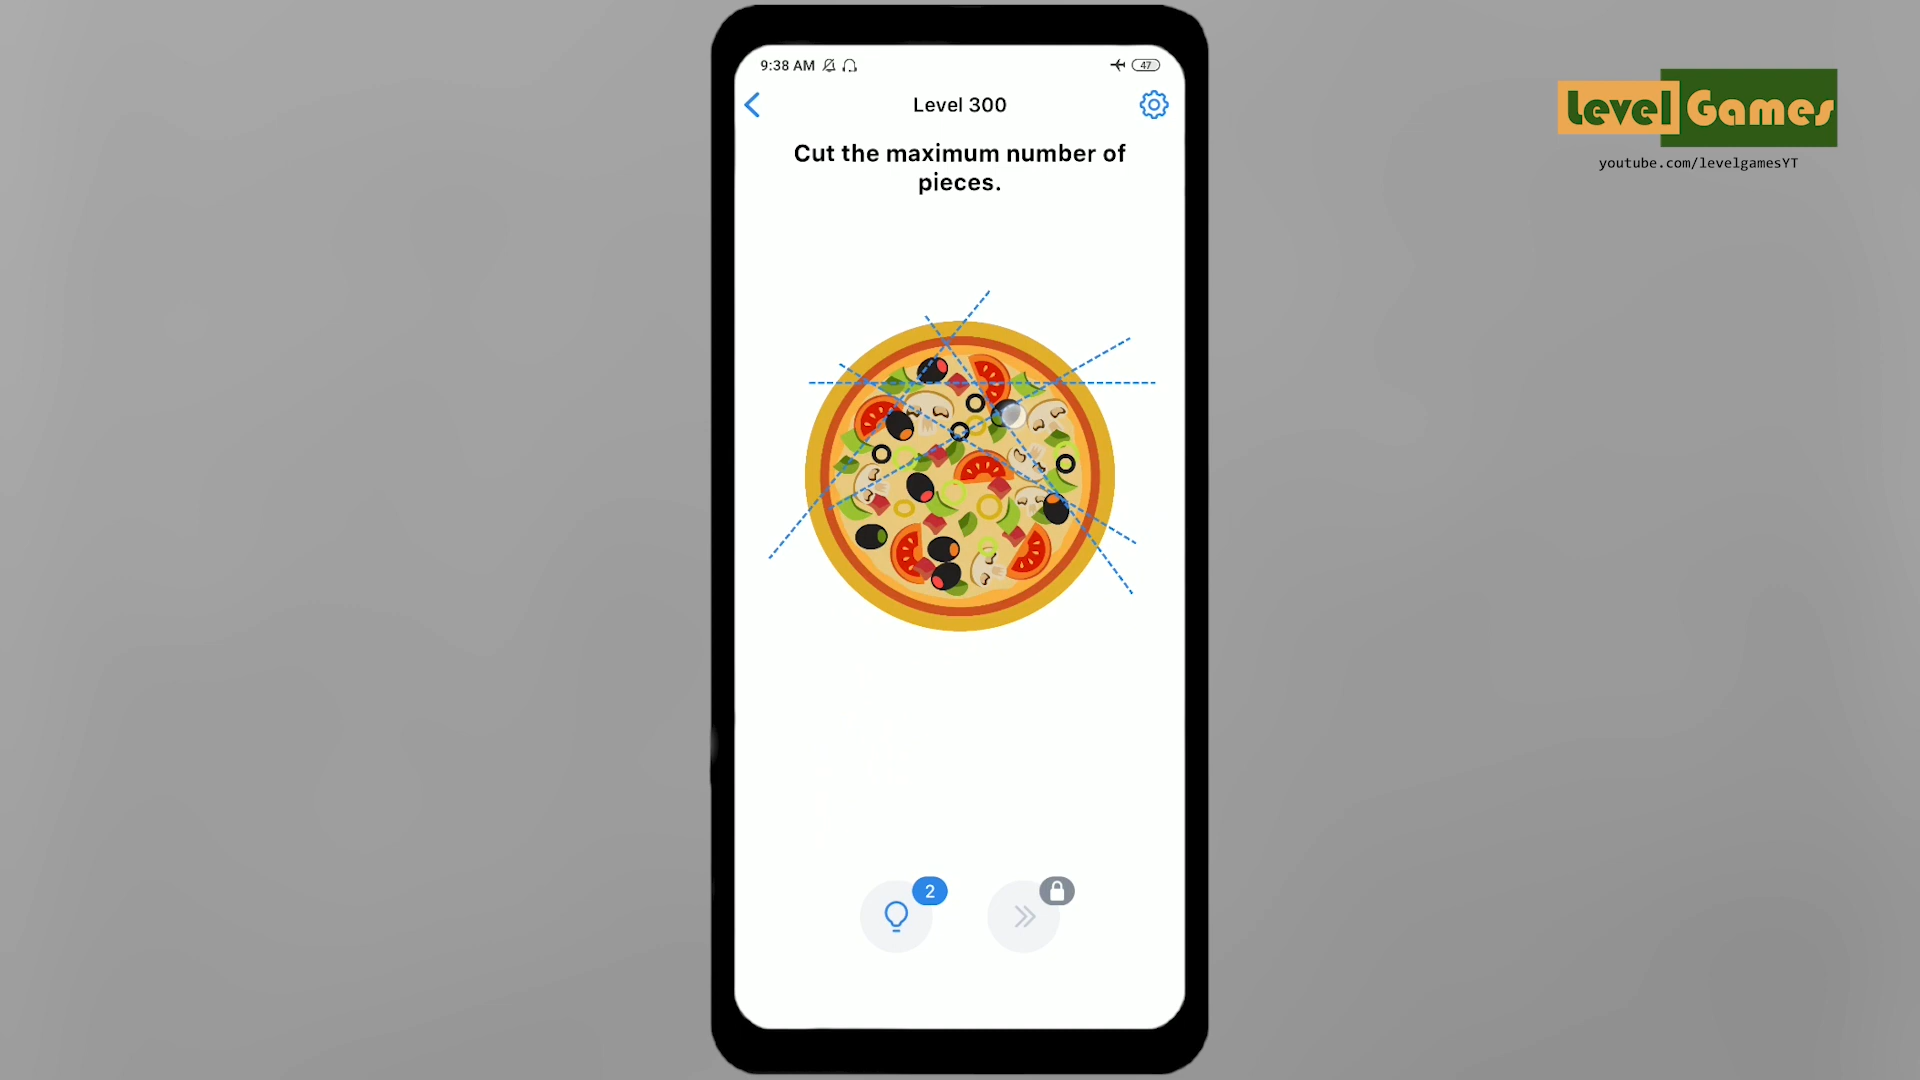 9:38 AM
47
Level 300
Cut the maximum number of
pieces.
2
Level Games
youtube.com/levelgamesYT